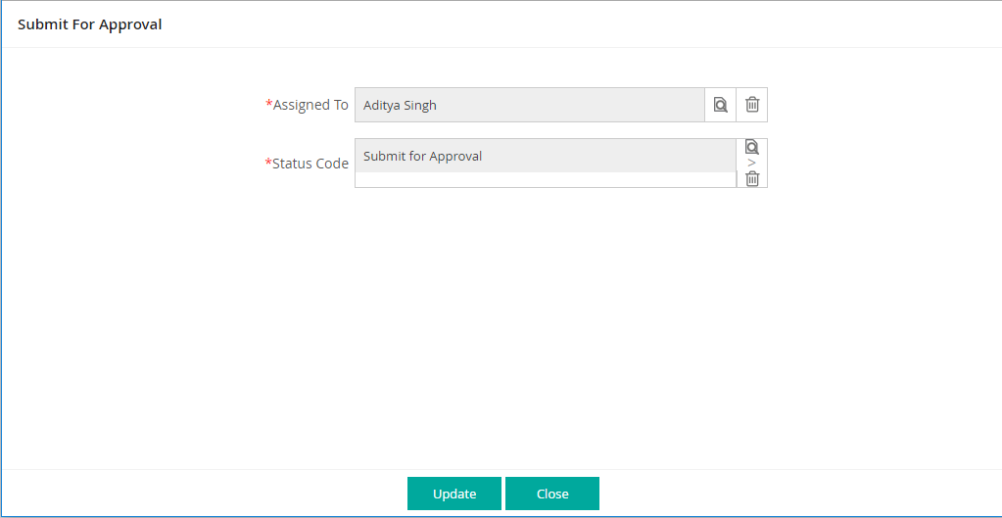 Submit For Approval
*Assigned To Aditya Singh
*Status Code Submit for Approval
>
Update Close